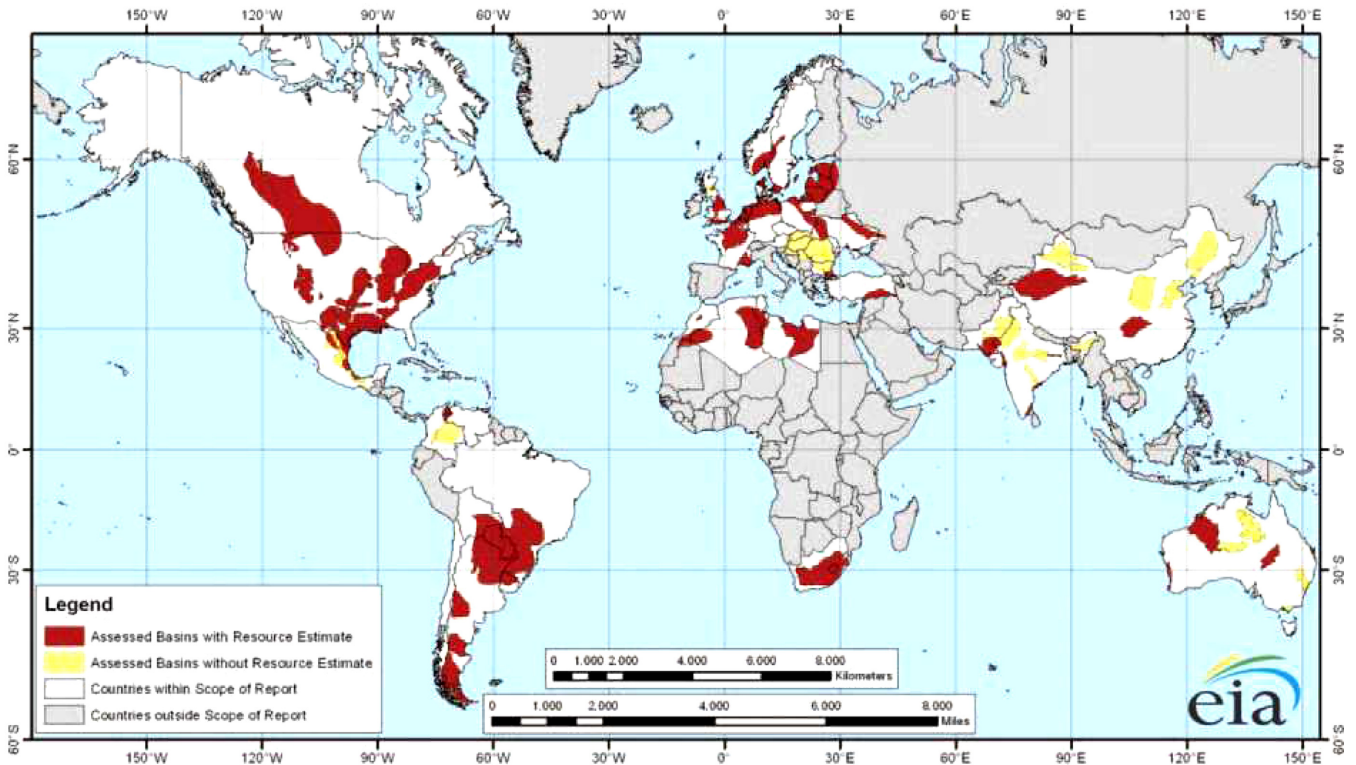 150°W 120°W 90°W 60°W 30°W 0° 30°E 60°E 90°E 120°E 150°E
60°N 60°N
30°N 30°N
0° 0°
30°S 30°S
Legend
Assessed Basins with Resource Estimate
Assessed Basins without Resource Estimate
Countries within Scope of Report
Countries outside Scope of Report
0 1.000 2.000 4.000 6.000 8.000
Kilometers
0 1.000 2.000 4.000 6.000 8.000
Miles
eia
60°S 60°S
150°W 120°W 90°W 60°W 30°W 0° 30°E 60°E 90°E 120°E 150°E